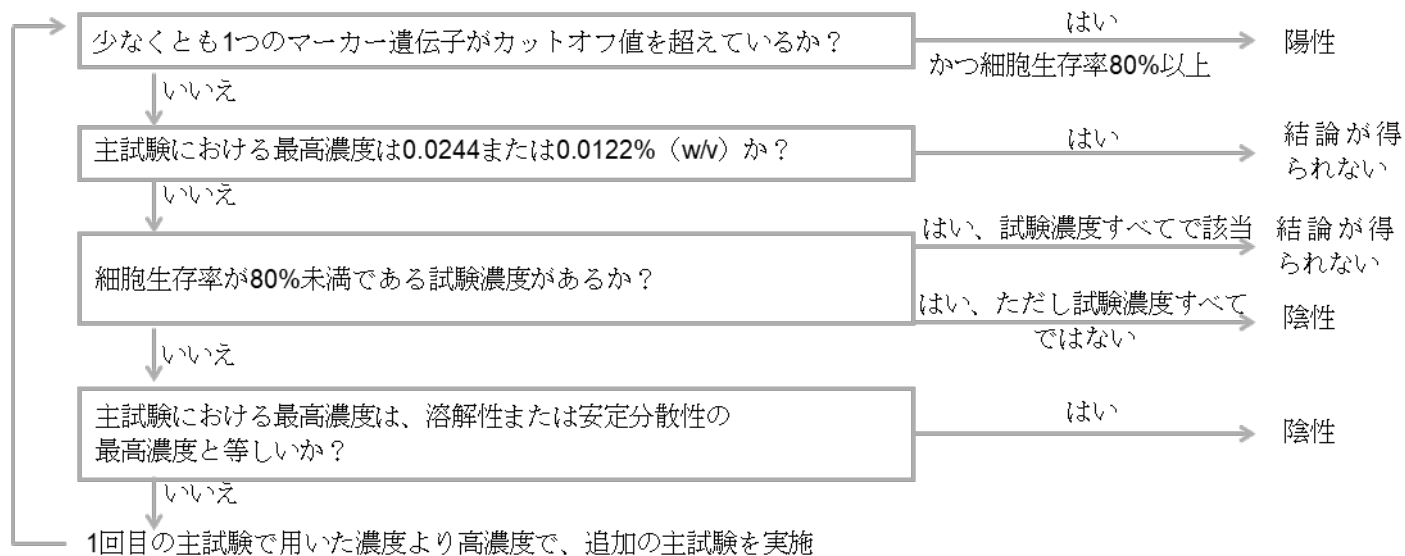 少なくとも1つのマーカー遺伝子がカットオフ値を超えているか？
はい
かつ細胞生存率80%以上
陽性
いいえ
主試験における最高濃度は0.0244または0.0122%（w/v）か？
はい
結論が得
られない
いいえ
細胞生存率が80%未満である試験濃度があるか？
はい、試験濃度すべてで該当
結論が得
られない
はい、ただし試験濃度すべて
ではない
陰性
いいえ
主試験における最高濃度は、溶解性または安定分散性の
最高濃度と等しいか？
はい
陰性
いいえ
1回目の主試験で用いた濃度より高濃度で、追加の主試験を実施